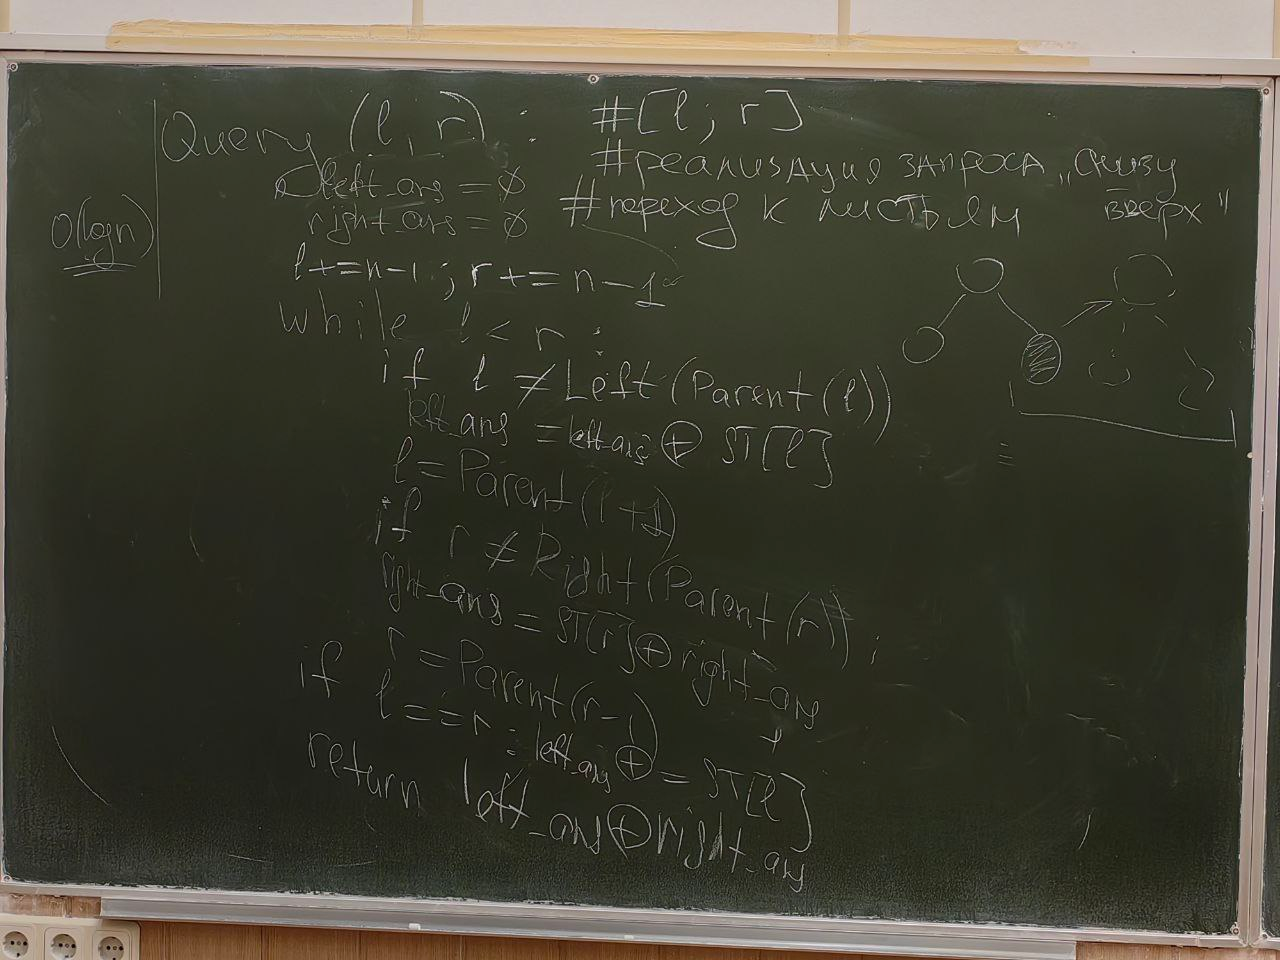 Query (l, r) : #[l; r]
#реализация запроса „снизу вверх"
left_ans = ∅
right_ans = ∅ #переход к листьям
O(logn)
l+=n-1; r+=n-1
while l < r :
if l ≠ Left(Parent(l))
left_ans = left_ans ⊕ ST[l]
l = Parent(l+1)
if r ≠ Right(Parent(r)):
right_ans = ST[r] ⊕ right_ans
r = Parent(r-1)
if l == r : left_ans ⊕= ST[l]
return left_ans ⊕ right_ans